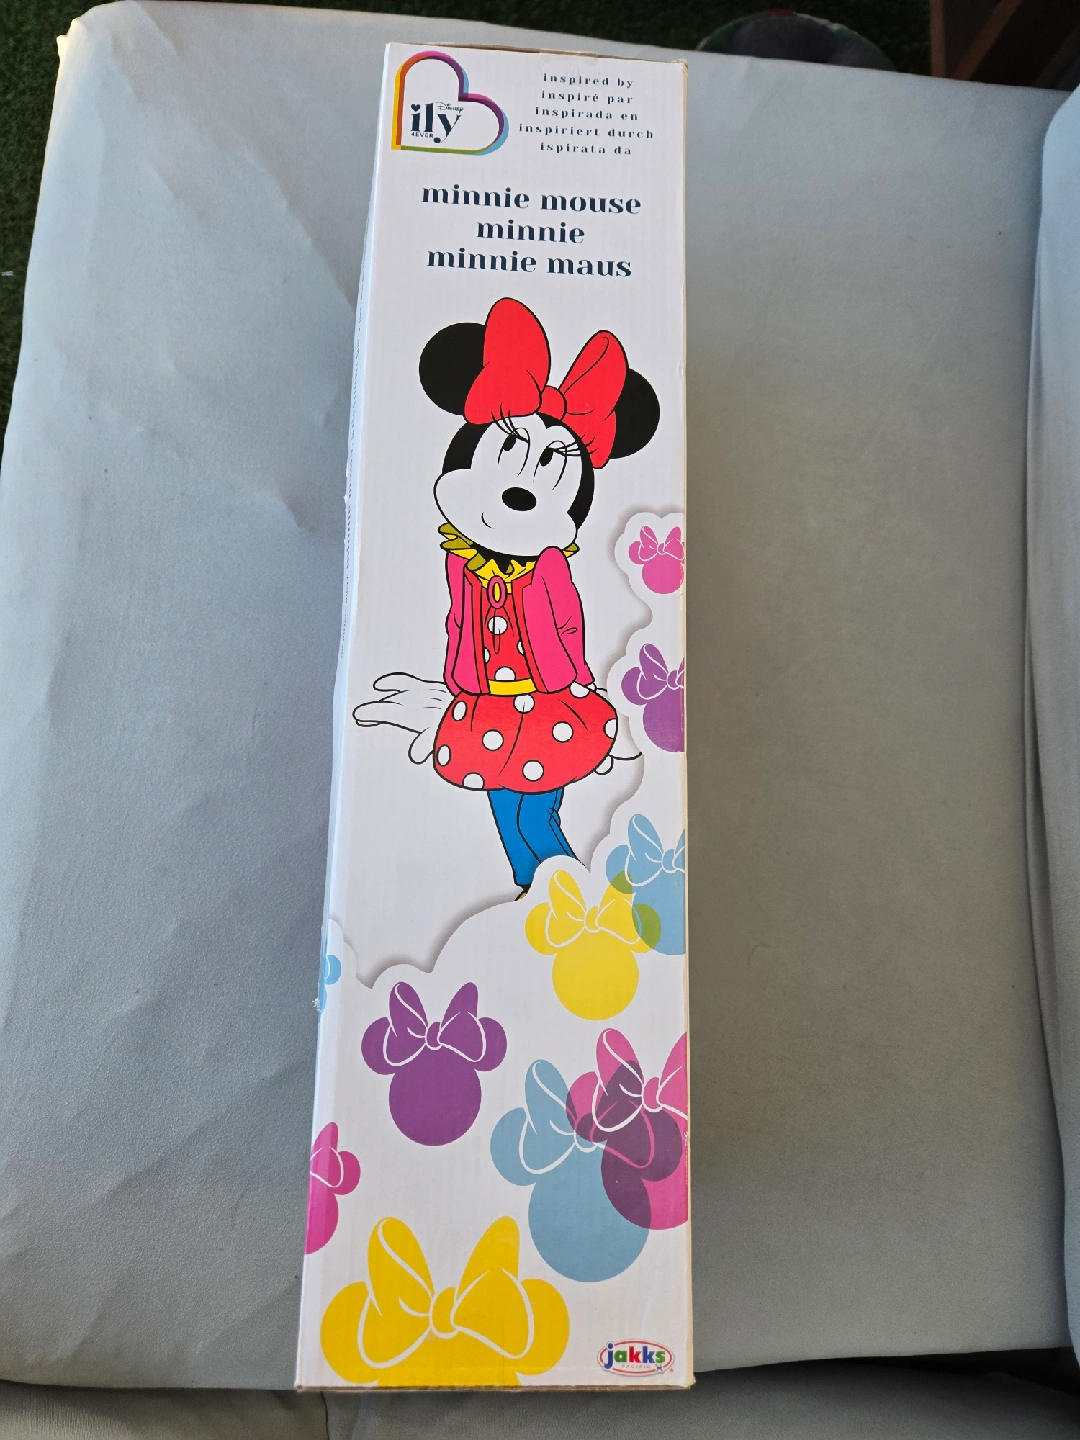 Disney
ily
4EVER
inspired by
inspiré par
inspirada en
inspiriert durch
ispirata da
minnie mouse
minnie
minnie maus
jakks
PACIFIC